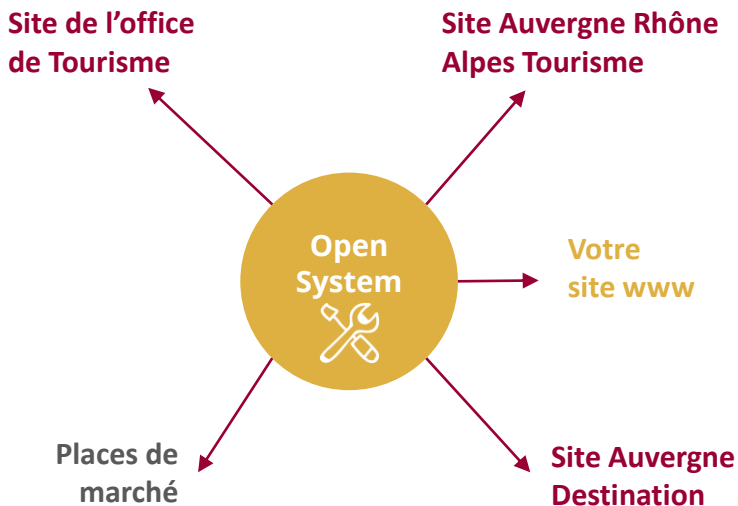 Site de l’office
de Tourisme
Site Auvergne Rhône
Alpes Tourisme
Open
System
Votre
site www
Places de
marché
Site Auvergne
Destination